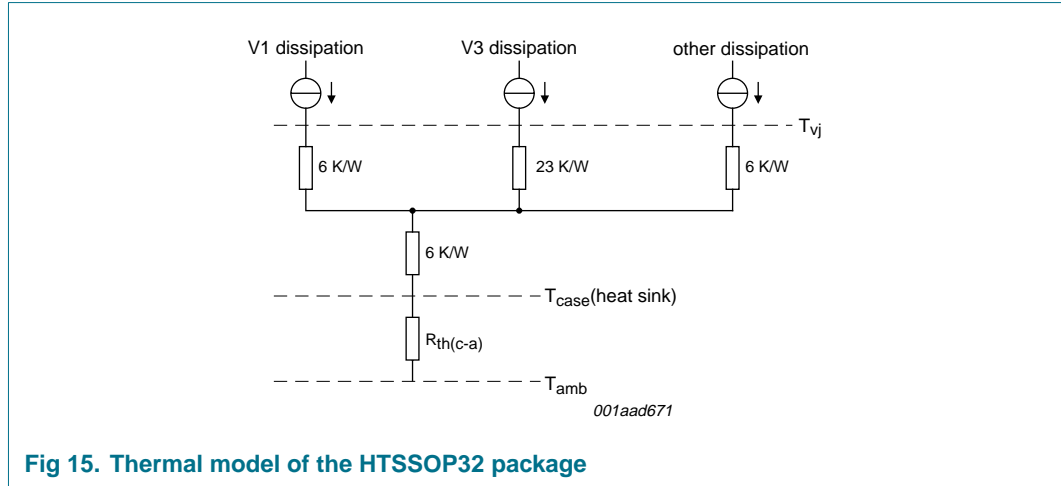 V1 dissipation
V3 dissipation
other dissipation
Tvj
6 K/W
23 K/W
6 K/W
6 K/W
Tcase(heat sink)
Rth(c-a)
Tamb
001aad671
Fig 15. Thermal model of the HTSSOP32 package